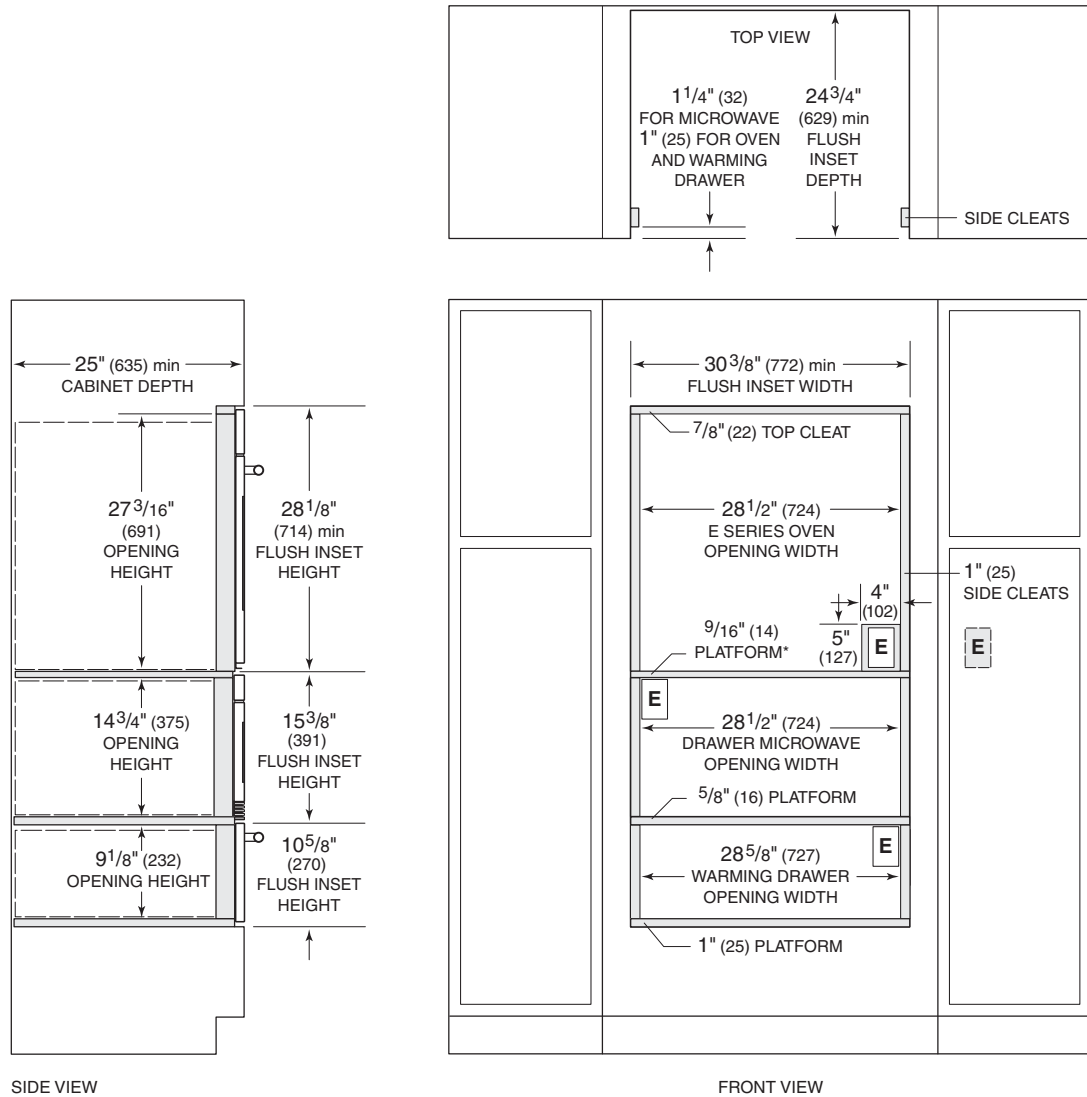 TOP VIEW
1 1/4" (32)
FOR MICROWAVE
1" (25) FOR OVEN
AND WARMING
DRAWER
24 3/4"
(629) min
FLUSH
INSET
DEPTH
SIDE CLEATS
25" (635) min
CABINET DEPTH
27 3/16"
(691)
OPENING
HEIGHT
28 1/8"
(714) min
FLUSH INSET
HEIGHT
14 3/4" (375)
OPENING
HEIGHT
15 3/8"
(391)
FLUSH INSET
HEIGHT
9 1/8" (232)
OPENING HEIGHT
10 5/8"
(270)
FLUSH INSET
HEIGHT
SIDE VIEW
30 3/8" (772) min
FLUSH INSET WIDTH
7/8" (22) TOP CLEAT
28 1/2" (724)
E SERIES OVEN
OPENING WIDTH
1" (25)
SIDE CLEATS
4"
(102)
5"
(127)
E
E
9/16" (14)
PLATFORM*
E
28 1/2" (724)
DRAWER MICROWAVE
OPENING WIDTH
5/8" (16) PLATFORM
E
28 5/8" (727)
WARMING DRAWER
OPENING WIDTH
1" (25) PLATFORM
FRONT VIEW